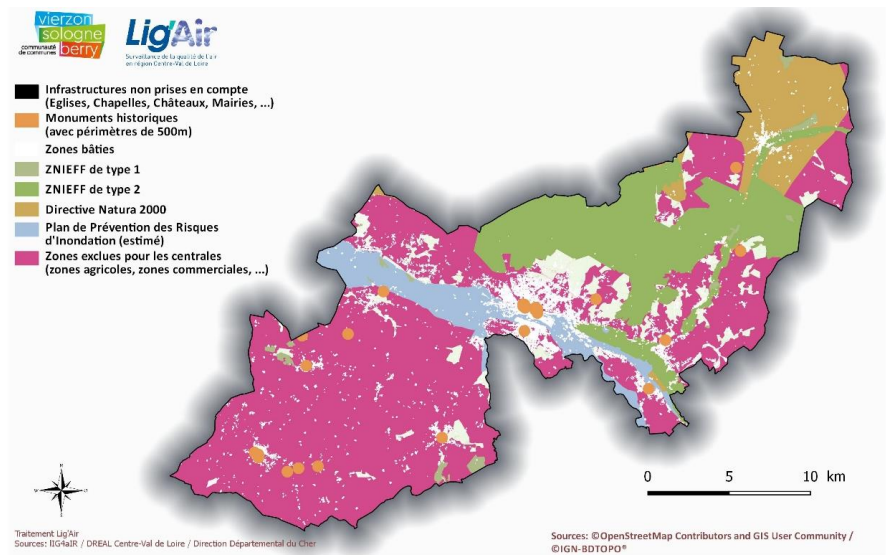 vierzon
sologne
communauté
de communes
berry
Lig'Air
Surveillance de la qualité de l'air
en région Centre-Val de Loire
Infrastructures non prises en compte
(Eglises, Chapelles, Châteaux, Mairies, ...)
Monuments historiques
(avec périmètres de 500m)
Zones bâties
ZNIEFF de type 1
ZNIEFF de type 2
Directive Natura 2000
Plan de Prévention des Risques
d'Inondation (estimé)
Zones exclues pour les centrales
(zones agricoles, zones commerciales, ...)
0 5 10 km
Traitement Lig'Air
Sources: lIG4aIR / DREAL Centre-Val de Loire / Direction Départemental du Cher
Sources: ©OpenStreetMap Contributors and GIS User Community /
©IGN-BDTOPO®